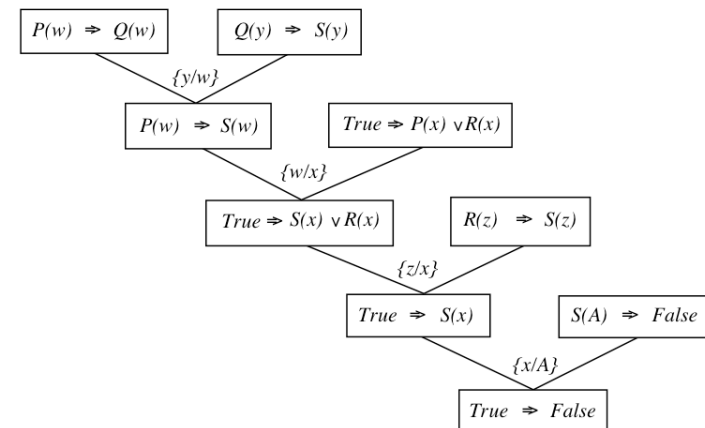 P(w) ⇒ Q(w)
Q(y) ⇒ S(y)
{y/w}
P(w) ⇒ S(w)
True ⇒ P(x) ∨ R(x)
{w/x}
True ⇒ S(x) ∨ R(x)
R(z) ⇒ S(z)
{z/x}
True ⇒ S(x)
S(A) ⇒ False
{x/A}
True ⇒ False